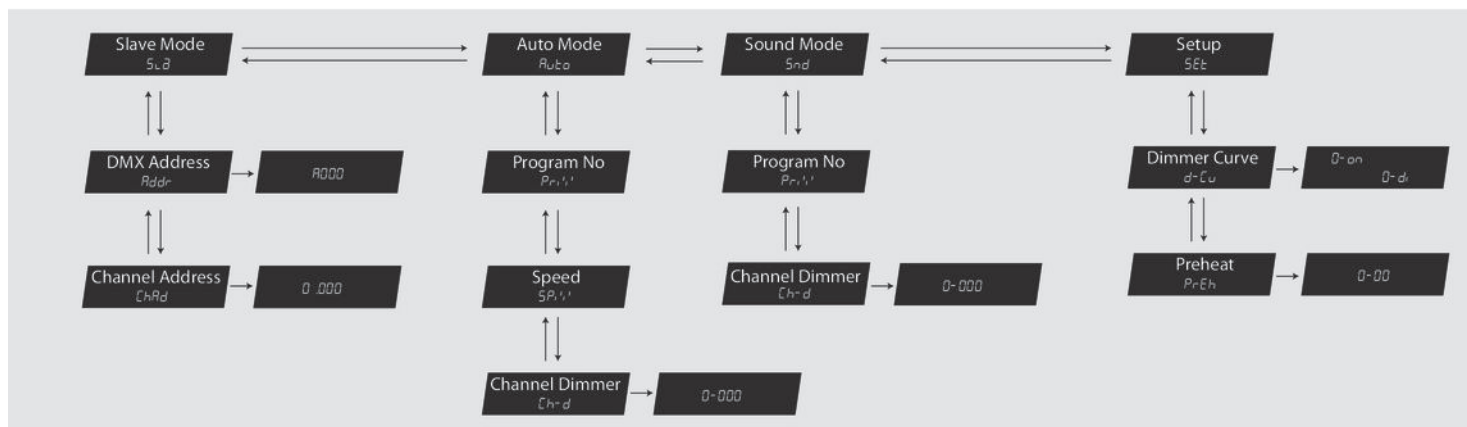 Slave Mode
Auto Mode
Auto
Sound Mode
Snd
Setup
SEt
DMX Address
Addr
A000
Program No
Program No
Dimmer Curve
d-Cu
0-on
0-di
Channel Address
ChAd
0.000
Speed
Channel Dimmer
Ch-d
0-000
Preheat
PrEh
0-00
Channel Dimmer
Ch-d
0-000